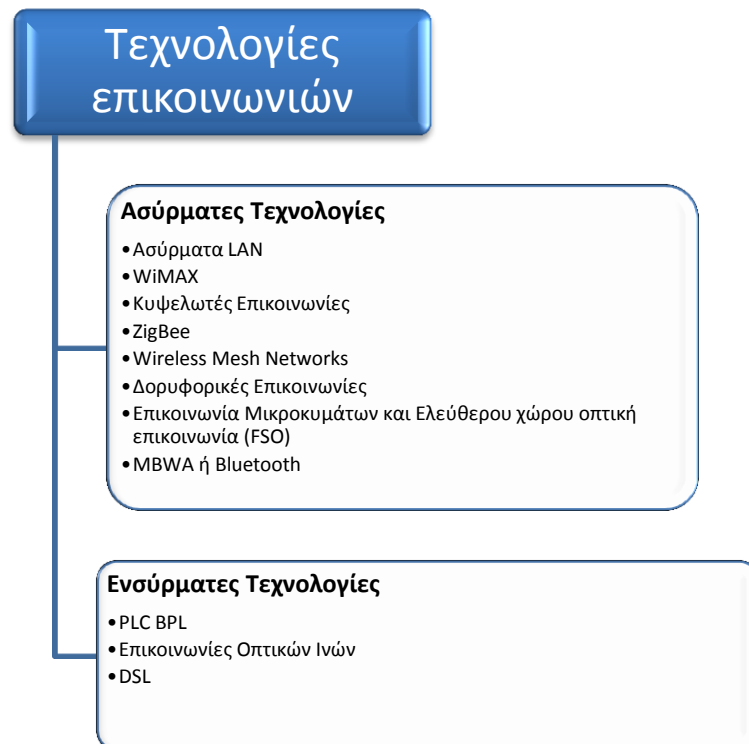 Τεχνολογίες
επικοινωνιών
Ασύρματες Τεχνολογίες
•Ασύρματα LAN
•WiMAX
•Κυψελωτές Επικοινωνίες
•ZigBee
•Wireless Mesh Networks
•Δορυφορικές Επικοινωνίες
•Επικοινωνία Μικροκυμάτων και Ελεύθερου χώρου οπτική
επικοινωνία (FSO)
•MBWA ή Bluetooth
Ενσύρματες Τεχνολογίες
•PLC BPL
•Επικοινωνίες Οπτικών Ινών
•DSL